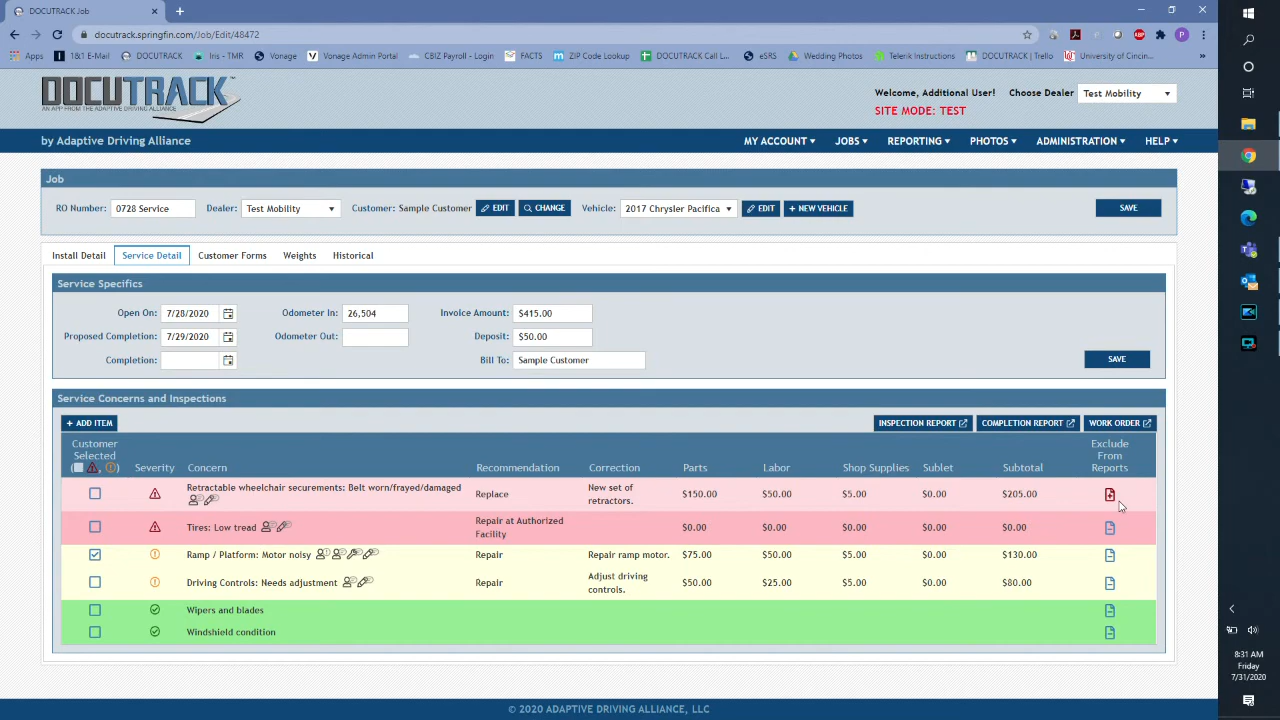 DOCUTRACK Job
docutrack.springfin.com/Job/Edit/48472
Apps 1&1 E-Mail DOCUTRACK Iris - TMR Vonage Vonage Admin Portal CBIZ Payroll - Login FACTS ZIP Code Lookup DOCUTRACK Call L... eSRS Wedding Photos Telerik Instructions DOCUTRACK | Trello University of Cincin...
DOCUTRACK
AN APP FROM THE ADAPTIVE DRIVING ALLIANCE
Welcome, Additional User! Choose Dealer Test Mobility
SITE MODE: TEST
by Adaptive Driving Alliance MY ACCOUNT JOBS REPORTING PHOTOS ADMINISTRATION HELP
Job
RO Number: 0728 Service Dealer: Test Mobility Customer: Sample Customer EDIT CHANGE Vehicle: 2017 Chrysler Pacifica EDIT + NEW VEHICLE SAVE
Install Detail Service Detail Customer Forms Weights Historical
Service Specifics
Open On: 7/28/2020 Odometer In: 26,504 Invoice Amount: $415.00
Proposed Completion: 7/29/2020 Odometer Out: Deposit: $50.00
Completion: Bill To: Sample Customer SAVE
Service Concerns and Inspections
+ ADD ITEM INSPECTION REPORT COMPLETION REPORT WORK ORDER
Customer Selected ( , ) Severity Concern Recommendation Correction Parts Labor Shop Supplies Sublet Subtotal Exclude From Reports
Retractable wheelchair securements: Belt worn/frayed/damaged Replace New set of retractors. $150.00 $50.00 $5.00 $0.00 $205.00
Tires: Low tread Repair at Authorized Facility $0.00 $0.00 $0.00 $0.00 $0.00
Ramp / Platform: Motor noisy Repair Repair ramp motor. $75.00 $50.00 $5.00 $0.00 $130.00
Driving Controls: Needs adjustment Repair Adjust driving controls. $50.00 $25.00 $5.00 $0.00 $80.00
Wipers and blades
Windshield condition
© 2020 ADAPTIVE DRIVING ALLIANCE, LLC
8:31 AM
Friday
7/31/2020